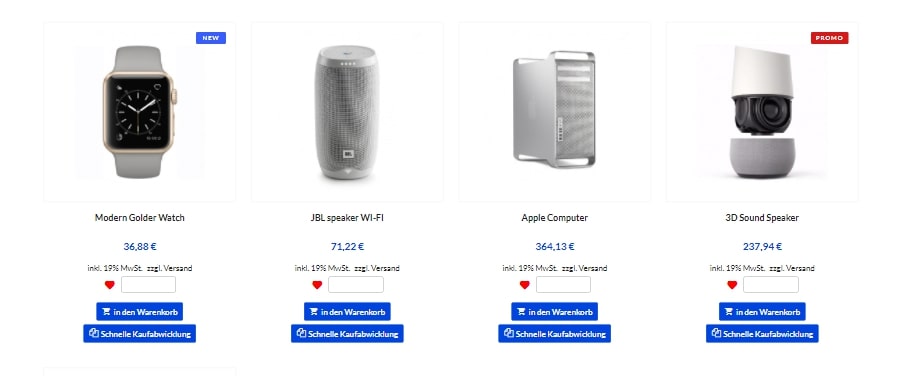 NEW
PROMO
JBL
Modern Golder Watch
JBL speaker WI-FI
Apple Computer
3D Sound Speaker
36,88 €
71,22 €
364,13 €
237,94 €
inkl. 19% MwSt. zzgl. Versand
inkl. 19% MwSt. zzgl. Versand
inkl. 19% MwSt. zzgl. Versand
inkl. 19% MwSt. zzgl. Versand
in den Warenkorb
in den Warenkorb
in den Warenkorb
in den Warenkorb
Schnelle Kaufabwicklung
Schnelle Kaufabwicklung
Schnelle Kaufabwicklung
Schnelle Kaufabwicklung